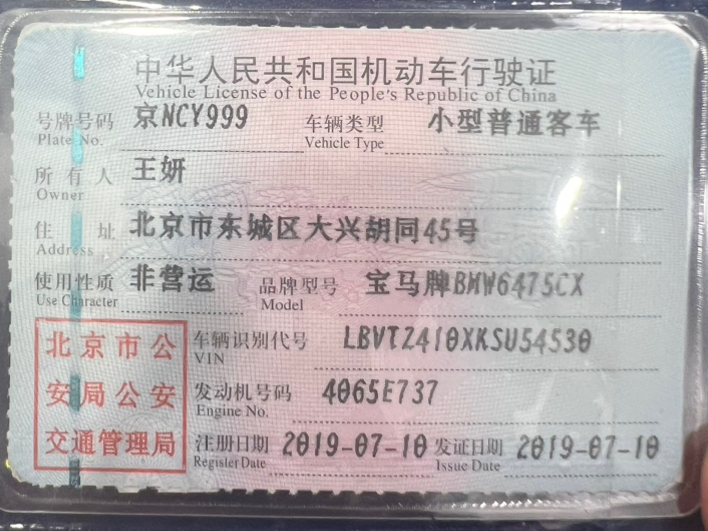 中华人民共和国机动车行驶证
Vehicle License of the People's Republic of China
号牌号码 京NCY999 车辆类型 小型普通客车
Plate No. Vehicle Type
所有人 王妍
Owner
住址 北京市东城区大兴胡同45号
Address
使用性质 非营运 品牌型号 宝马牌BMW6475CX
Use Character Model
北京市公安局公安交通管理局
车辆识别代号 LBVTZ410XKSU54530
VIN
发动机号码 4065E737
Engine No.
注册日期 2019-07-10 发证日期 2019-07-10
Register Date Issue Date